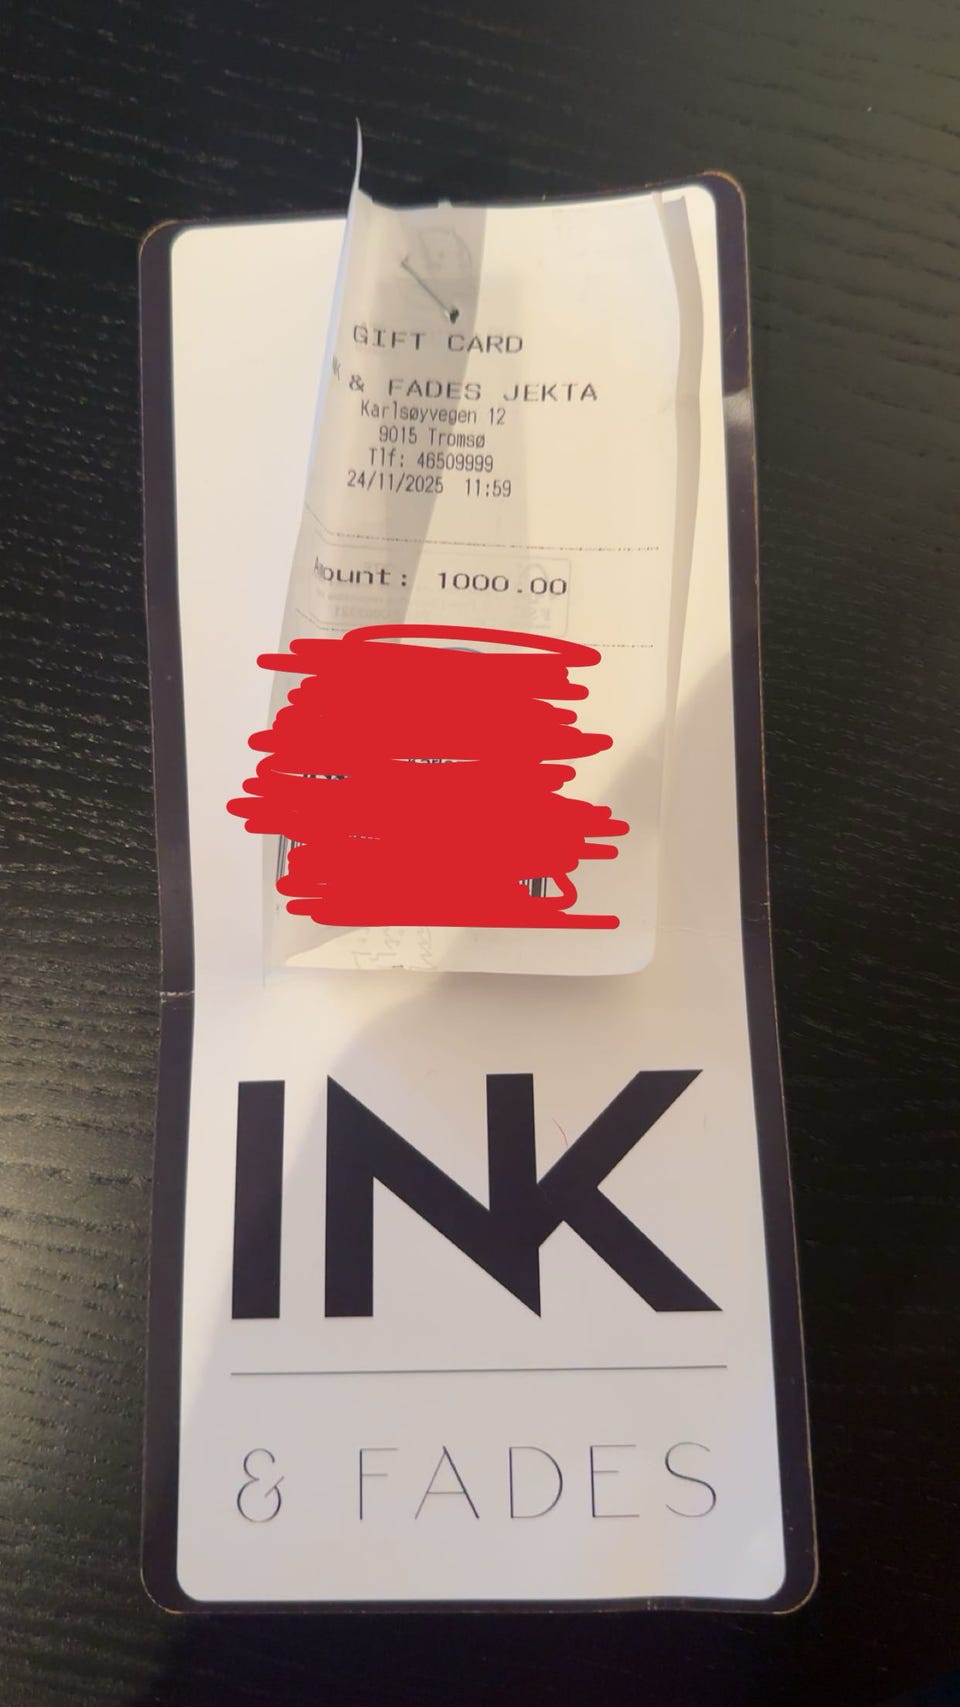 GIFT CARD
& FADES JEKTA
Karlsøyvegen 12
9015 Tromsø
Tlf: 46509999
24/11/2025 11:59
Amount: 1000.00
INK
& FADES